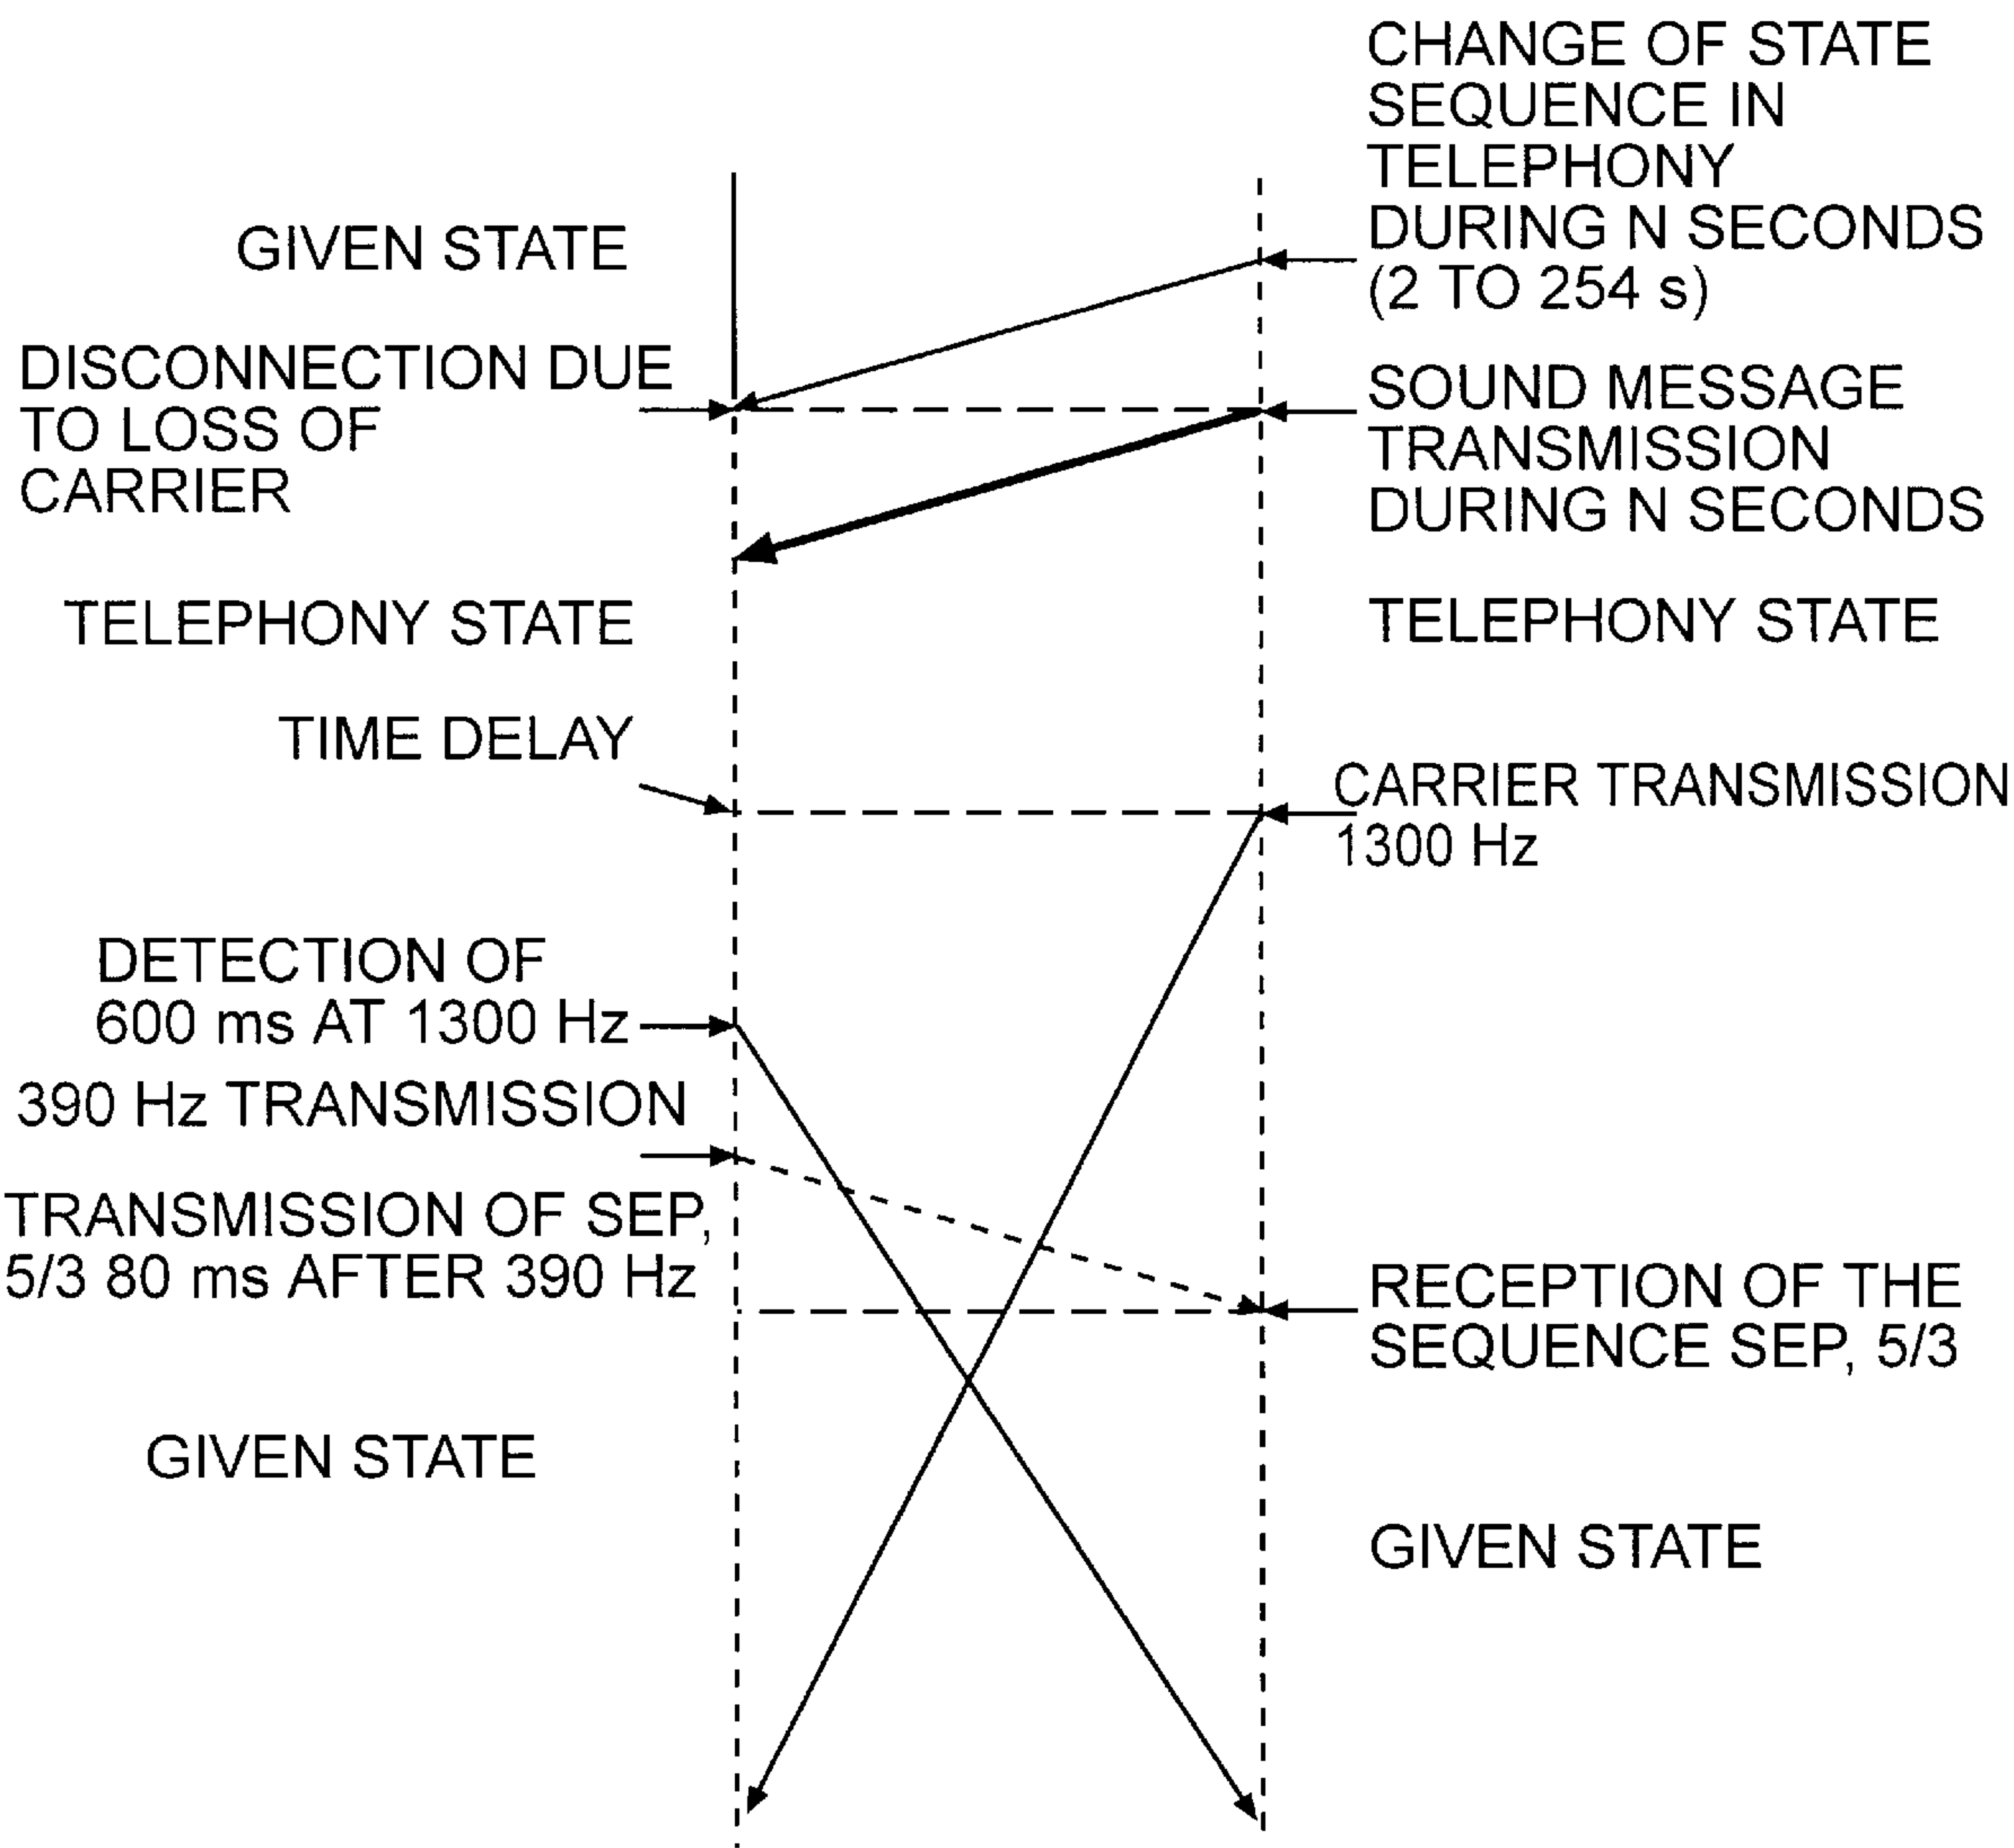 CHANGE OF STATE
SEQUENCE IN
TELEPHONY
DURING N SECONDS
(2 TO 254 s)
GIVEN STATE
DISCONNECTION DUE
TO LOSS OF
CARRIER
SOUND MESSAGE
TRANSMISSION
DURING N SECONDS
TELEPHONY STATE
TELEPHONY STATE
TIME DELAY
CARRIER TRANSMISSION
1300 Hz
DETECTION OF
600 ms AT 1300 Hz
390 Hz TRANSMISSION
TRANSMISSION OF SEP,
5/3 80 ms AFTER 390 Hz
RECEPTION OF THE
SEQUENCE SEP, 5/3
GIVEN STATE
GIVEN STATE